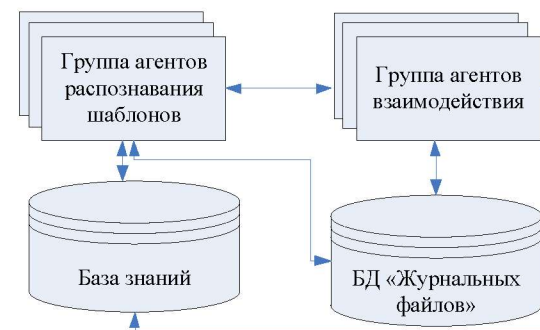 Группа агентов
распознавания
шаблонов
Группа агентов
взаимодействия
База знаний
БД «Журнальных
файлов»